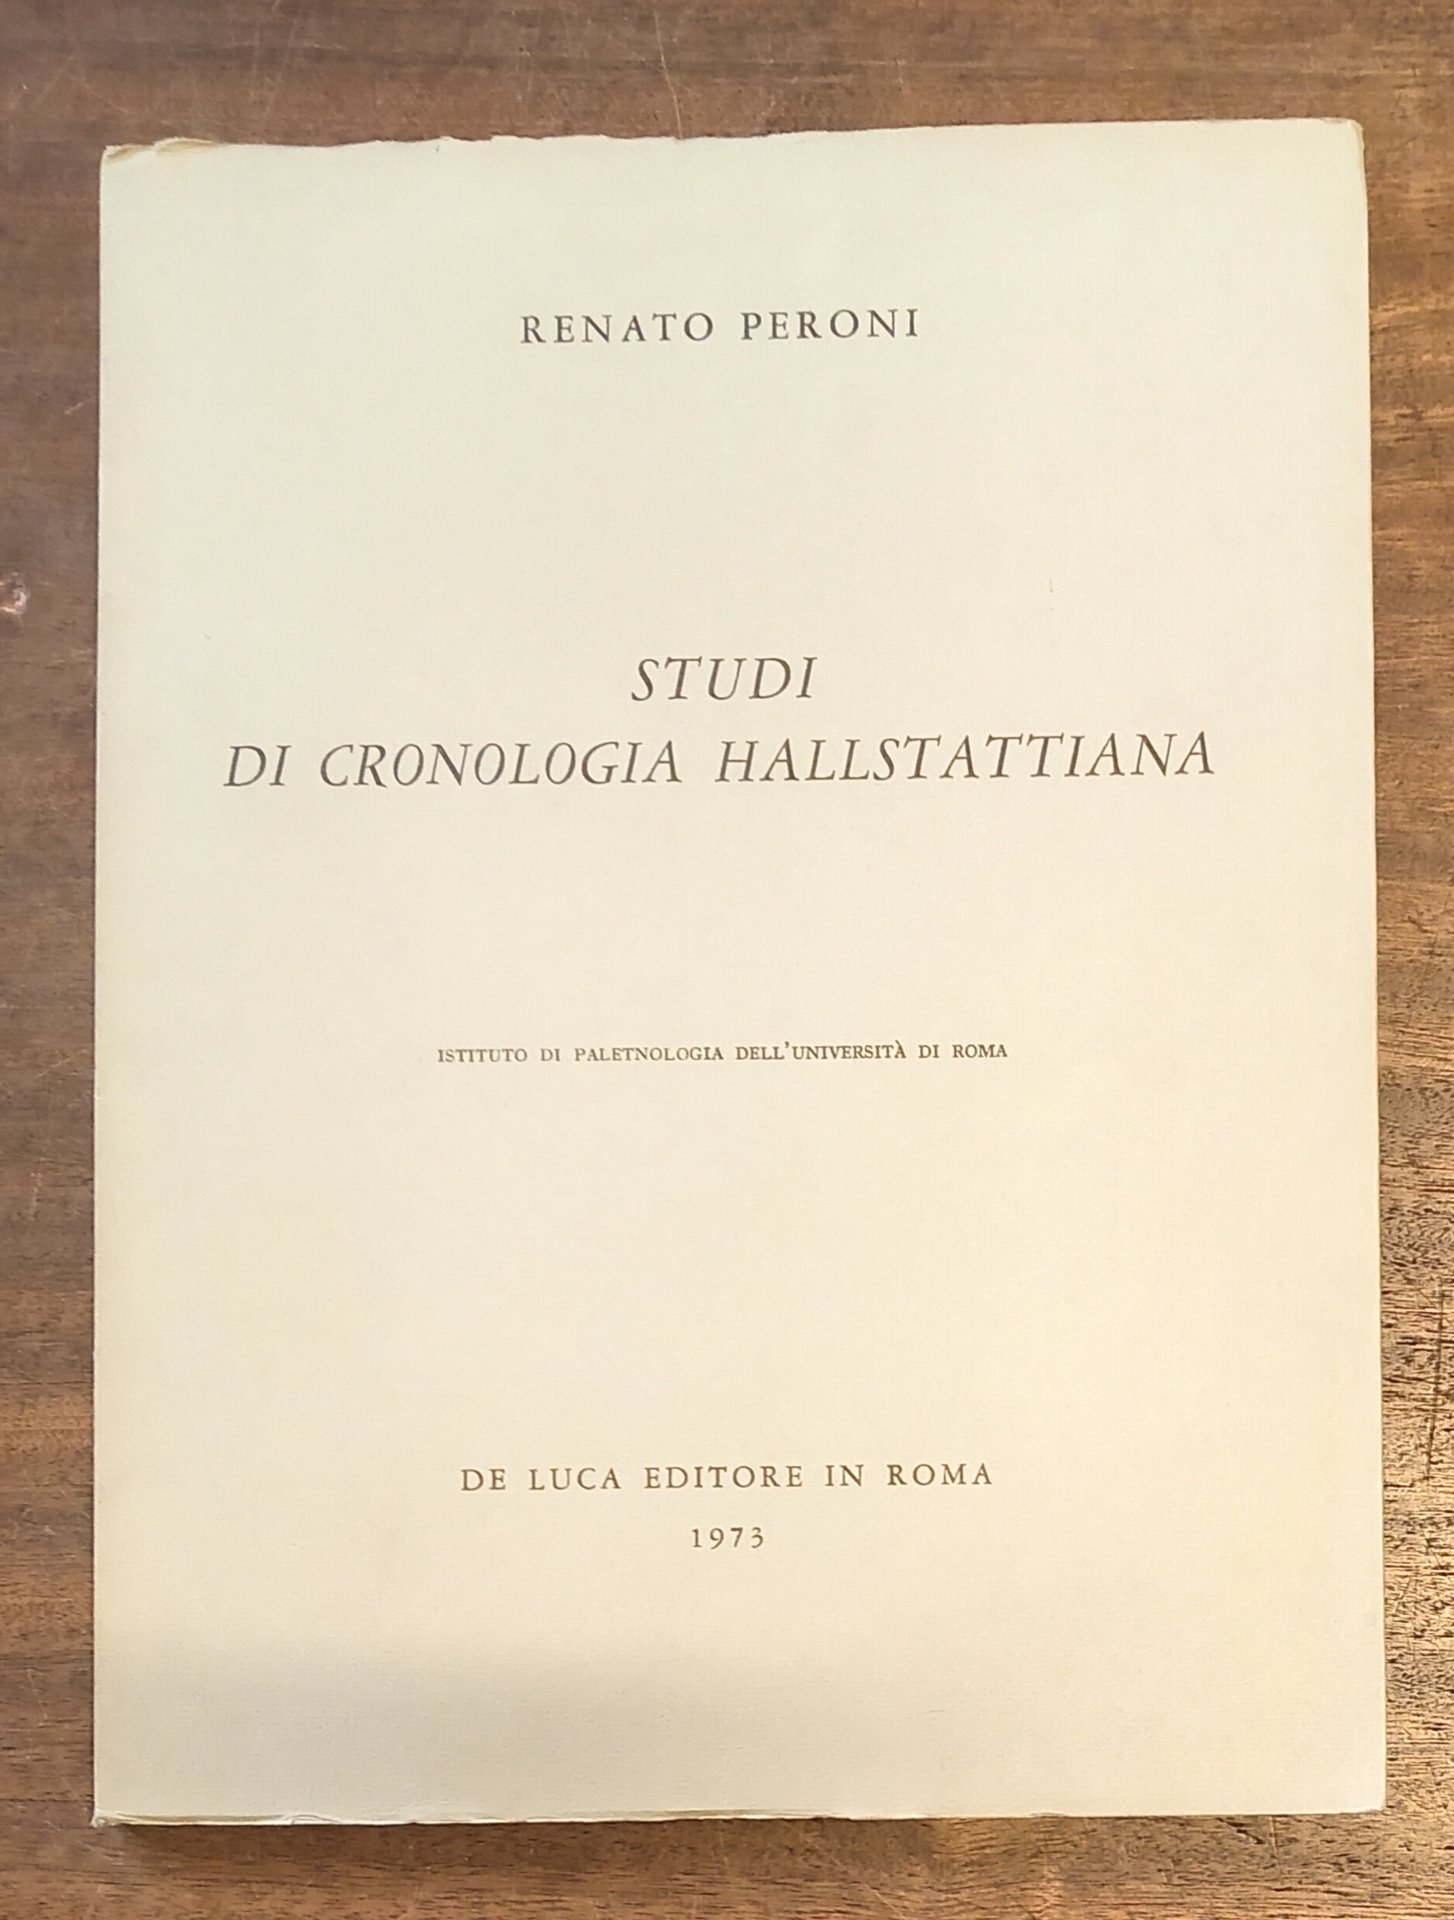 RENATO PERONI
STUDI
DI CRONOLOGIA HALLSTATTIANA
ISTITUTO DI PALETNOLOGIA DELL'UNIVERSITÀ DI ROMA
DE LUCA EDITORE IN ROMA
1973